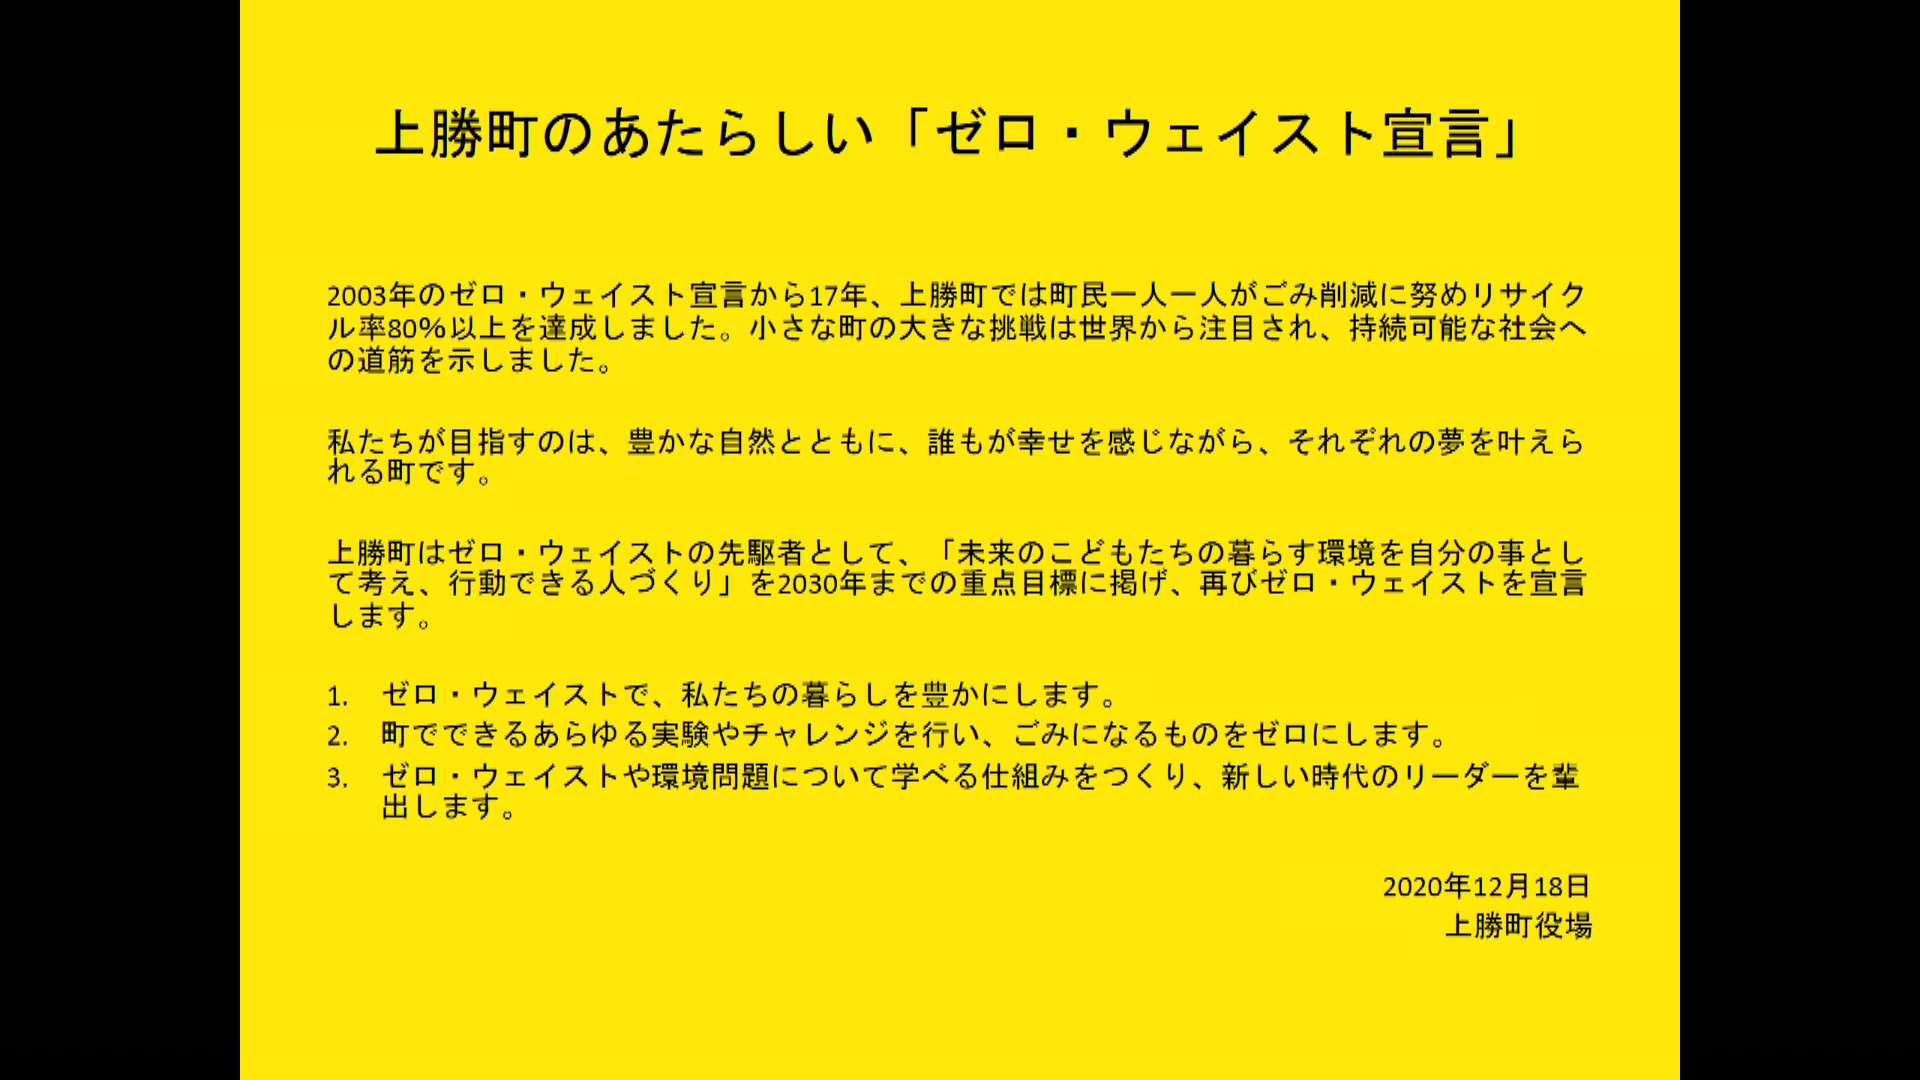 上勝町のあたらしい「ゼロ・ウェイスト宣言」
2003年のゼロ・ウェイスト宣言から17年、上勝町では町民一人一人がごみ削減に努めリサイク
ル率80％以上を達成しました。小さな町の大きな挑戦は世界から注目され、持続可能な社会へ
の道筋を示しました。
私たちが目指すのは、豊かな自然とともに、誰もが幸せを感じながら、それぞれの夢を叶えら
れる町です。
上勝町はゼロ・ウェイストの先駆者として、「未来のこどもたちの暮らす環境を自分の事とし
て考え、行動できる人づくり」を2030年までの重点目標に掲げ、再びゼロ・ウェイストを宣言
します。
1. ゼロ・ウェイストで、私たちの暮らしを豊かにします。
2. 町でできるあらゆる実験やチャレンジを行い、ごみになるものをゼロにします。
3. ゼロ・ウェイストや環境問題について学べる仕組みをつくり、新しい時代のリーダーを輩
出します。
2020年12月18日
上勝町役場